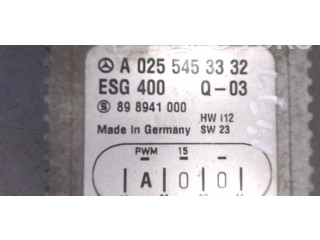 A 025 545 33 32
ESG 400 Q-03
89 8941 000
HW i12
Made in Germany SW 23
PWM 15
A 0 0